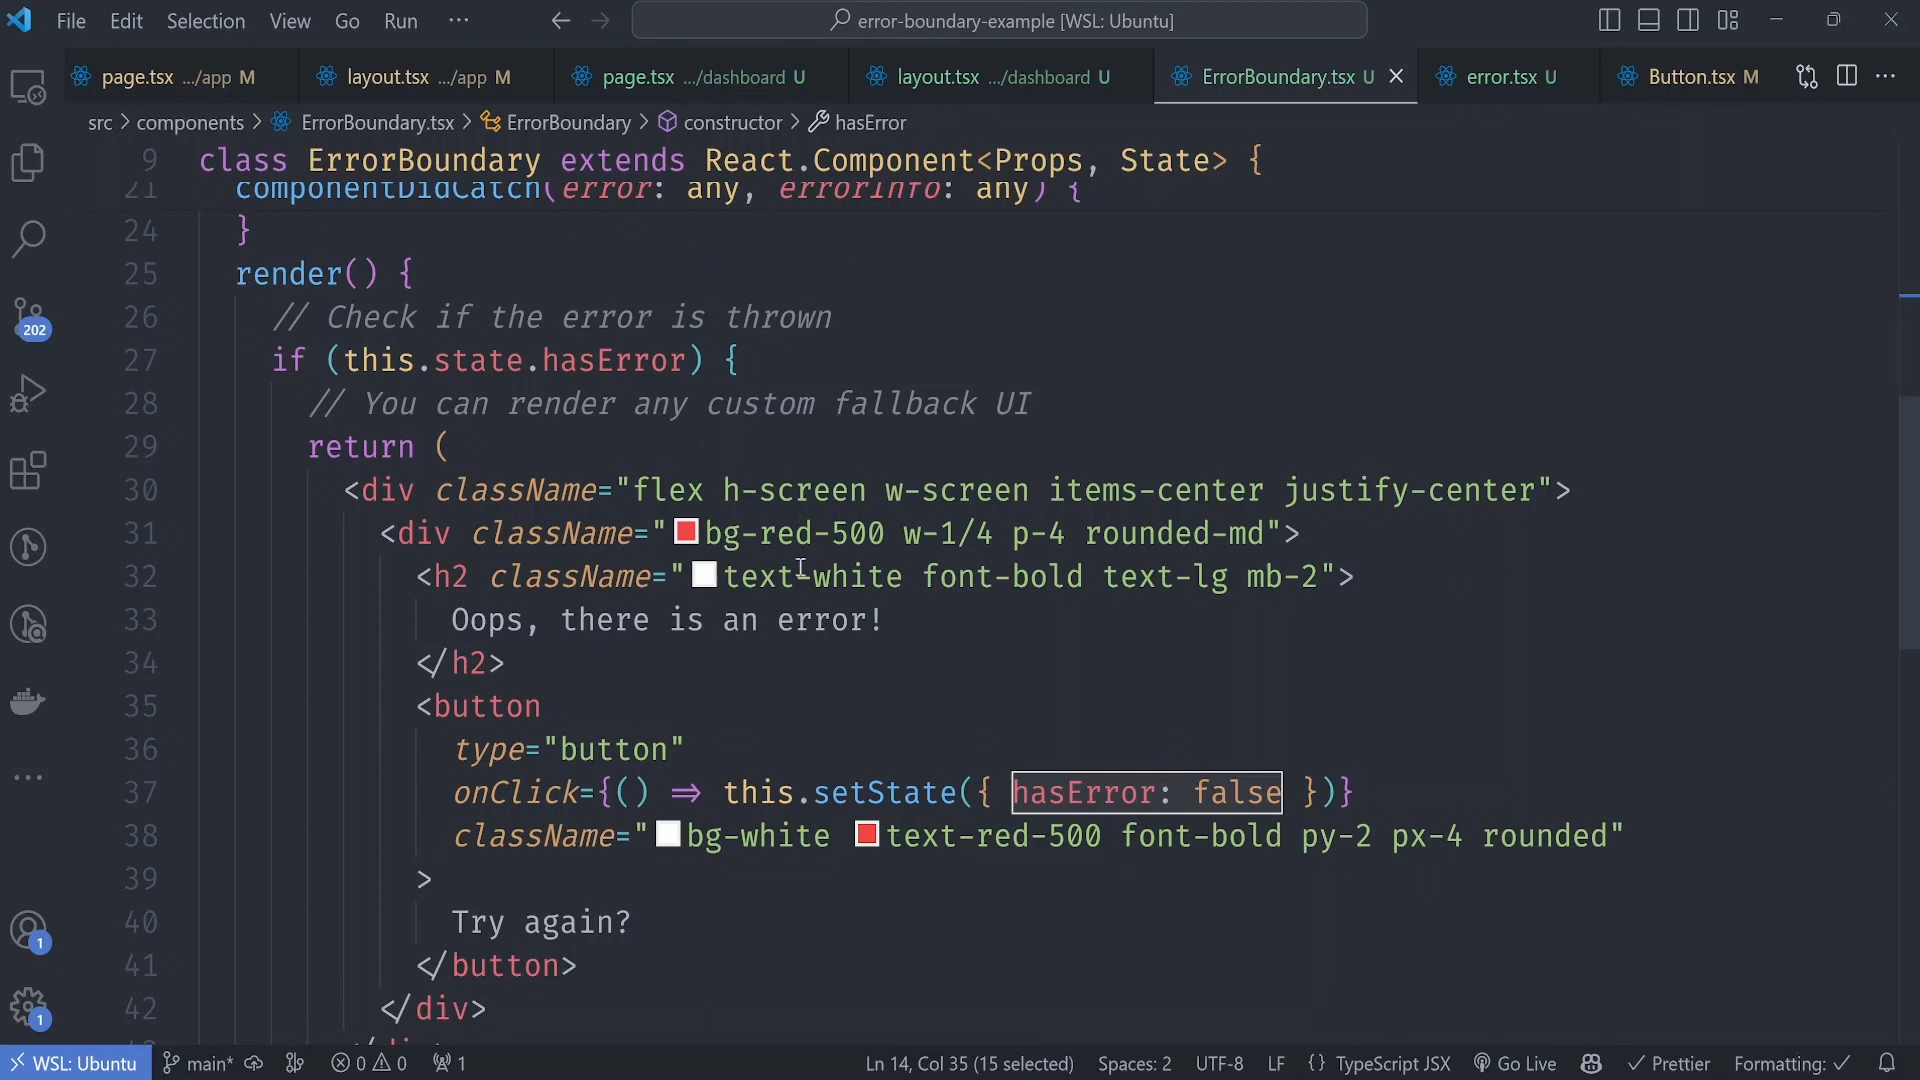 File Edit Selection View Go Run ··· error-boundary-example [WSL: Ubuntu]
page.tsx .../app M layout.tsx .../app M page.tsx .../dashboard U layout.tsx .../dashboard U ErrorBoundary.tsx U error.tsx U Button.tsx M
src > components > ErrorBoundary.tsx > ErrorBoundary > constructor > hasError
9 class ErrorBoundary extends React.Component<Props, State> {
21 componentDidCatch(error: any, errorInfo: any) {
24 }
25 render() {
26 // Check if the error is thrown
27 if (this.state.hasError) {
28 // You can render any custom fallback UI
29 return (
30 <div className="flex h-screen w-screen items-center justify-center">
31 <div className="bg-red-500 w-1/4 p-4 rounded-md">
32 <h2 className="text-white font-bold text-lg mb-2">
33 Oops, there is an error!
34 </h2>
35 <button
36 type="button"
37 onClick={() => this.setState({ hasError: false })}
38 className="bg-white text-red-500 font-bold py-2 px-4 rounded"
39 >
40 Try again?
41 </button>
42 </div>
202
1
1
WSL: Ubuntu main* 0 0 1 Ln 14, Col 35 (15 selected) Spaces: 2 UTF-8 LF {} TypeScript JSX Go Live Prettier Formatting: ✓